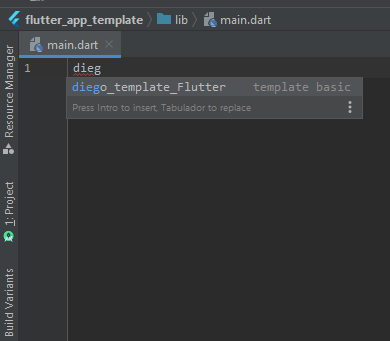 flutter_app_template lib main.dart
main.dart
1 dieg
diego_template_Flutter template basic
Press Intro to insert, Tabulador to replace
Resource Manager
1: Project
Build Variants